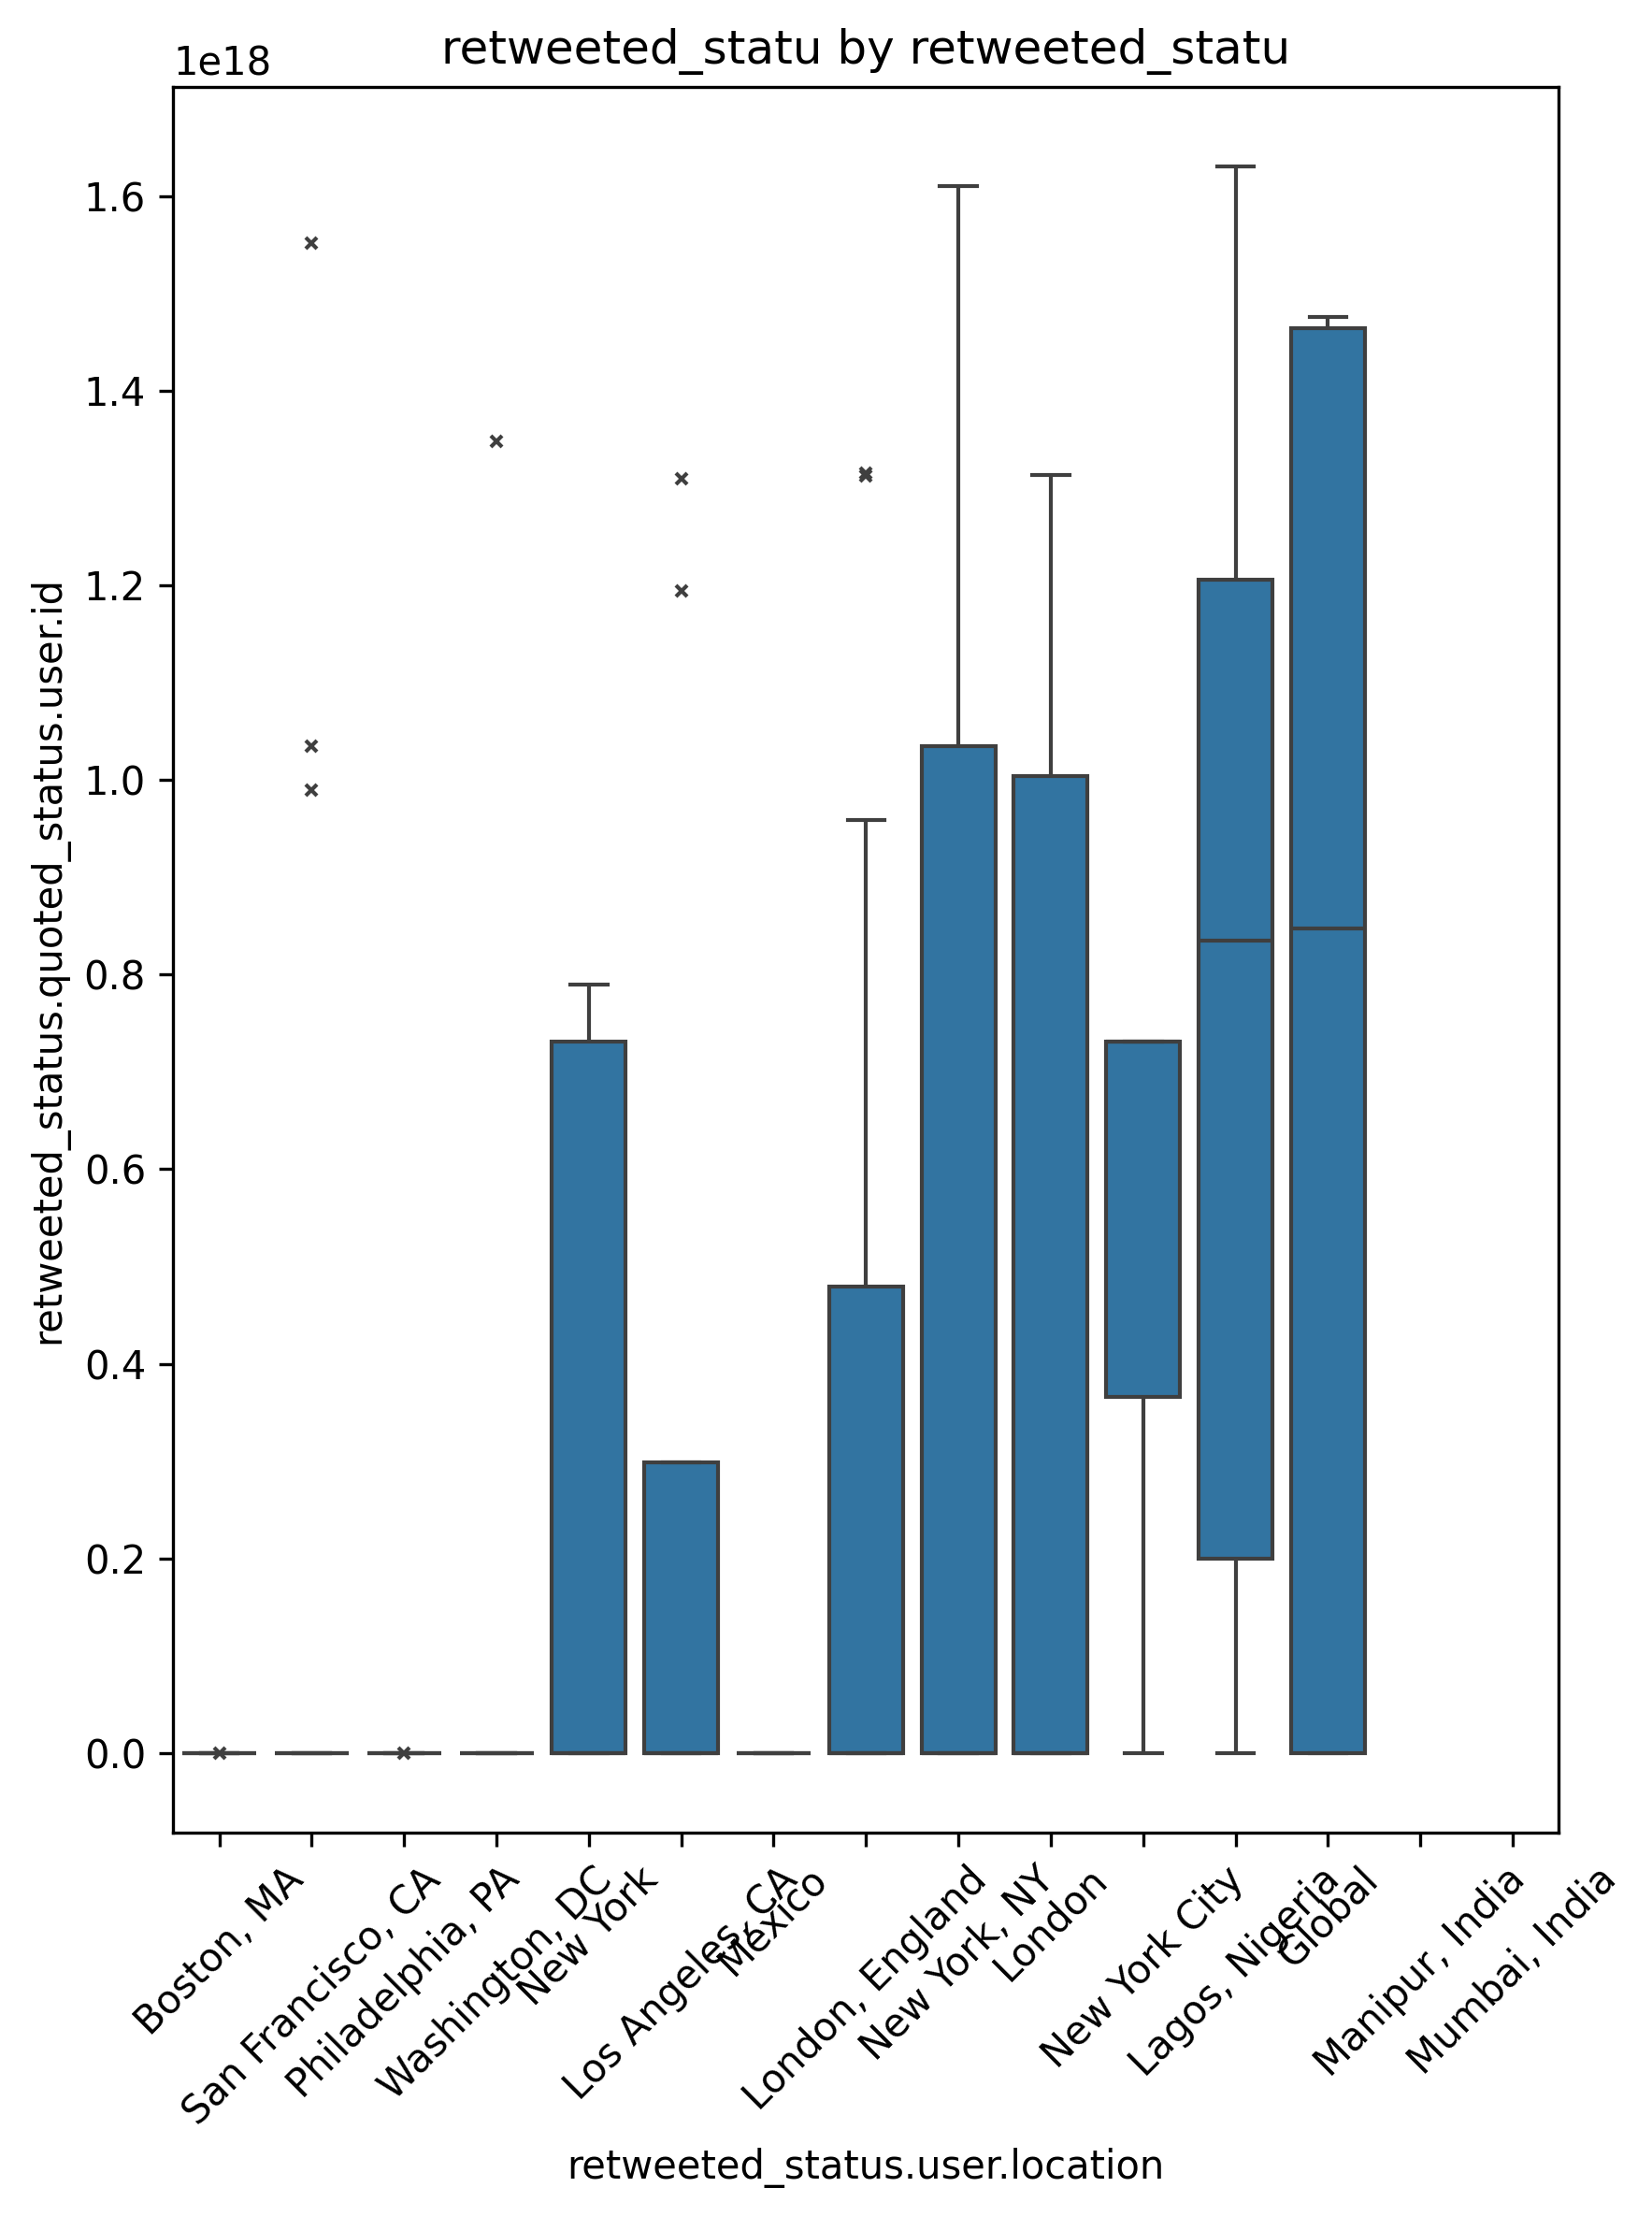 retweeted_statu by retweeted_statu
1e18
1.6
1.4
1.2
1.0
0.8
0.6
0.4
0.2
0.0
retweeted_status.quoted_status.user.id
Boston, MA
San Francisco, CA
Philadelphia, PA
Washington, DC
New York
Los Angeles, CA
México
London, England
New York, NY
London
New York City
Lagos, Nigeria
Global
Manipur, India
Mumbai, India
retweeted_status.user.location